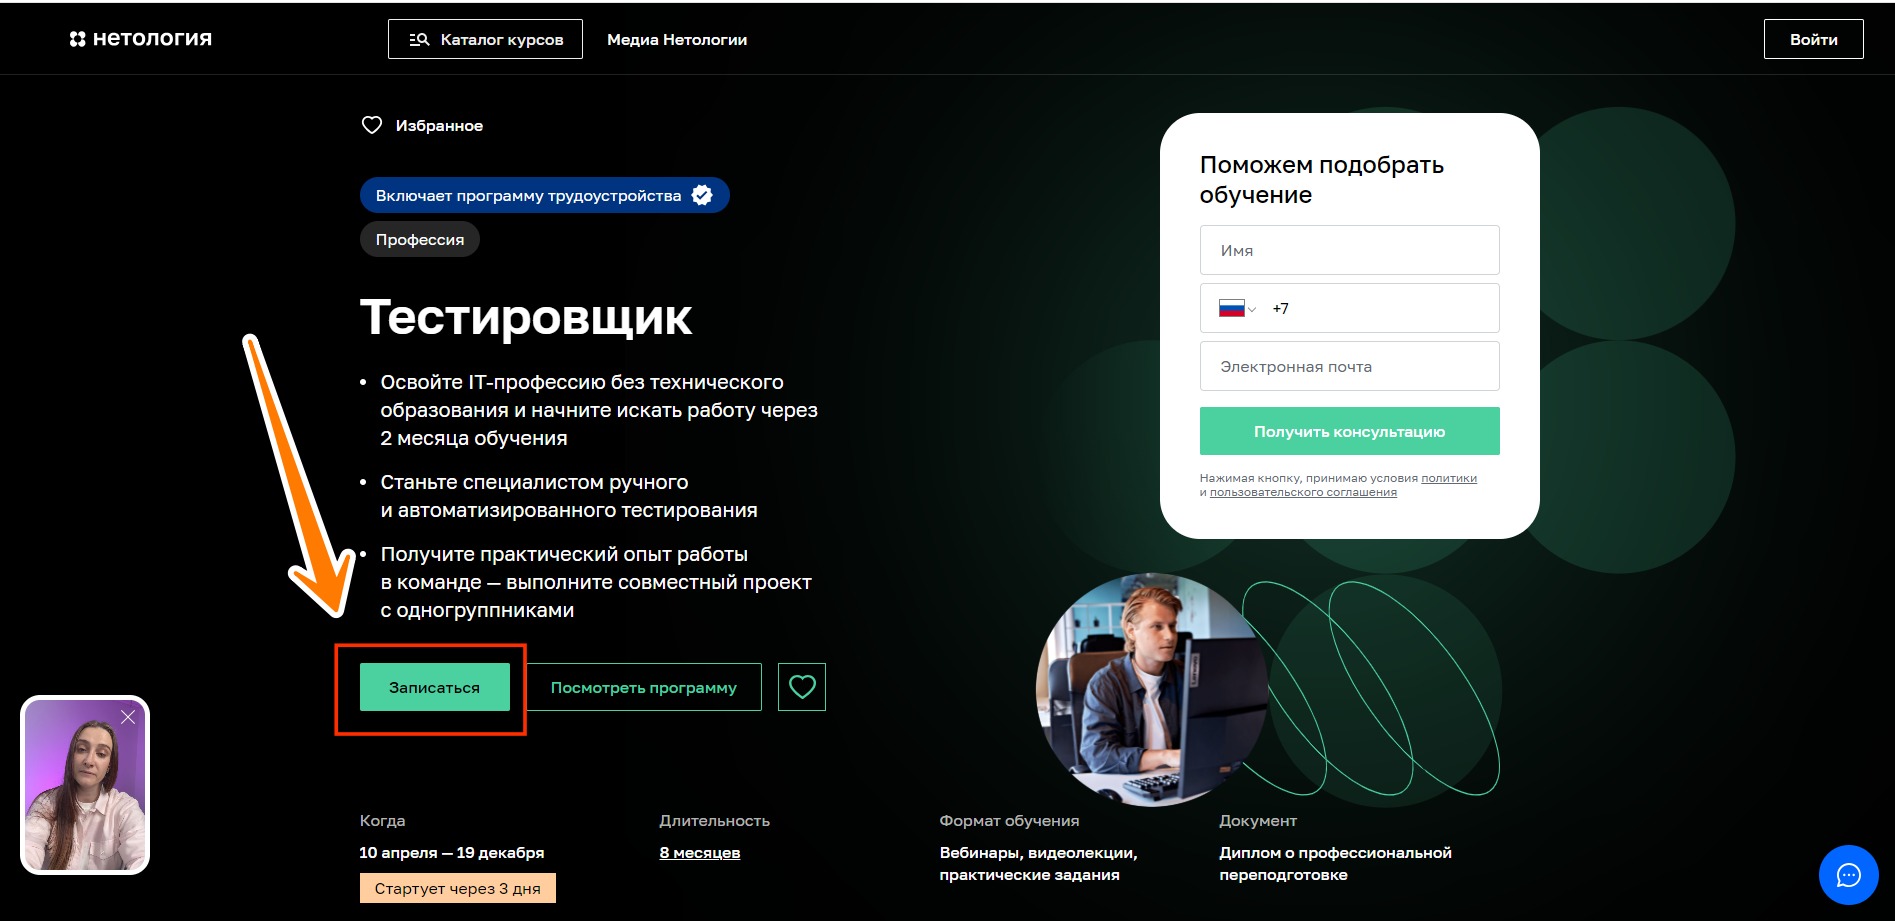 нетология
Каталог курсов
Медиа Нетологии
Войти
Избранное
Включает программу трудоустройства
Профессия
Тестировщик
• Освойте IT-профессию без технического
образования и начните искать работу через
2 месяца обучения
• Станьте специалистом ручного
и автоматизированного тестирования
• Получите практический опыт работы
в команде — выполните совместный проект
с одногруппниками
Записаться
Посмотреть программу
Поможем подобрать
обучение
Имя
+7
Электронная почта
Получить консультацию
Нажимая кнопку, принимаю условия политики
и пользовательского соглашения
Lenovo
Когда
10 апреля — 19 декабря
Стартует через 3 дня
Длительность
8 месяцев
Формат обучения
Вебинары, видеолекции,
практические задания
Документ
Диплом о профессиональной
переподготовке